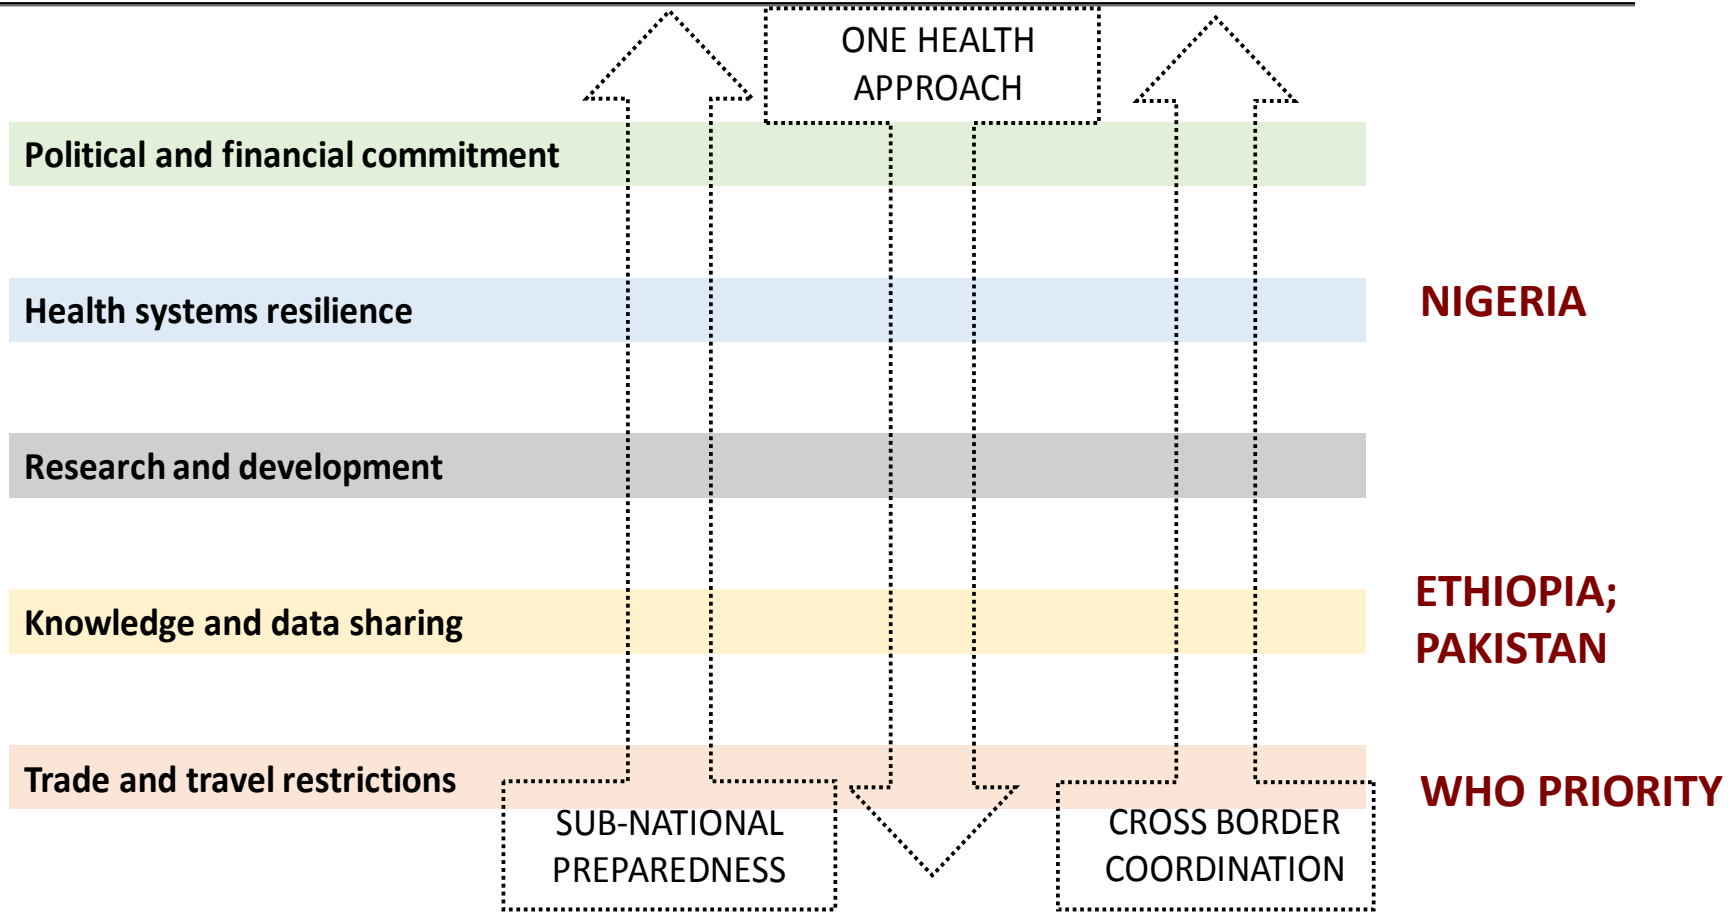 ONE HEALTH
APPROACH
Political and financial commitment
Health systems resilience
NIGERIA
Research and development
Knowledge and data sharing
ETHIOPIA;
PAKISTAN
Trade and travel restrictions
WHO PRIORITY
SUB-NATIONAL
PREPAREDNESS
CROSS BORDER
COORDINATION